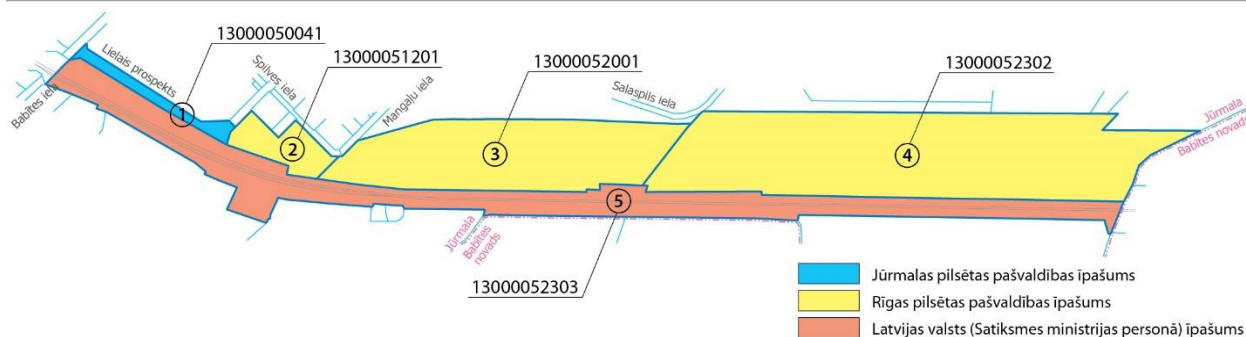 13000050041
13000051201
13000052001
13000052302
Lielais prospekts
Spilves iela
Mangaļu iela
Salaspils iela
Babītes iela
1
2
3
4
5
Jūrmala
Babītes novads
Jūrmala
Babītes
novads
13000052303
Jūrmalas pilsētas pašvaldības īpašums
Rīgas pilsētas pašvaldības īpašums
Latvijas valsts (Satiksmes ministrijas personā) īpašums